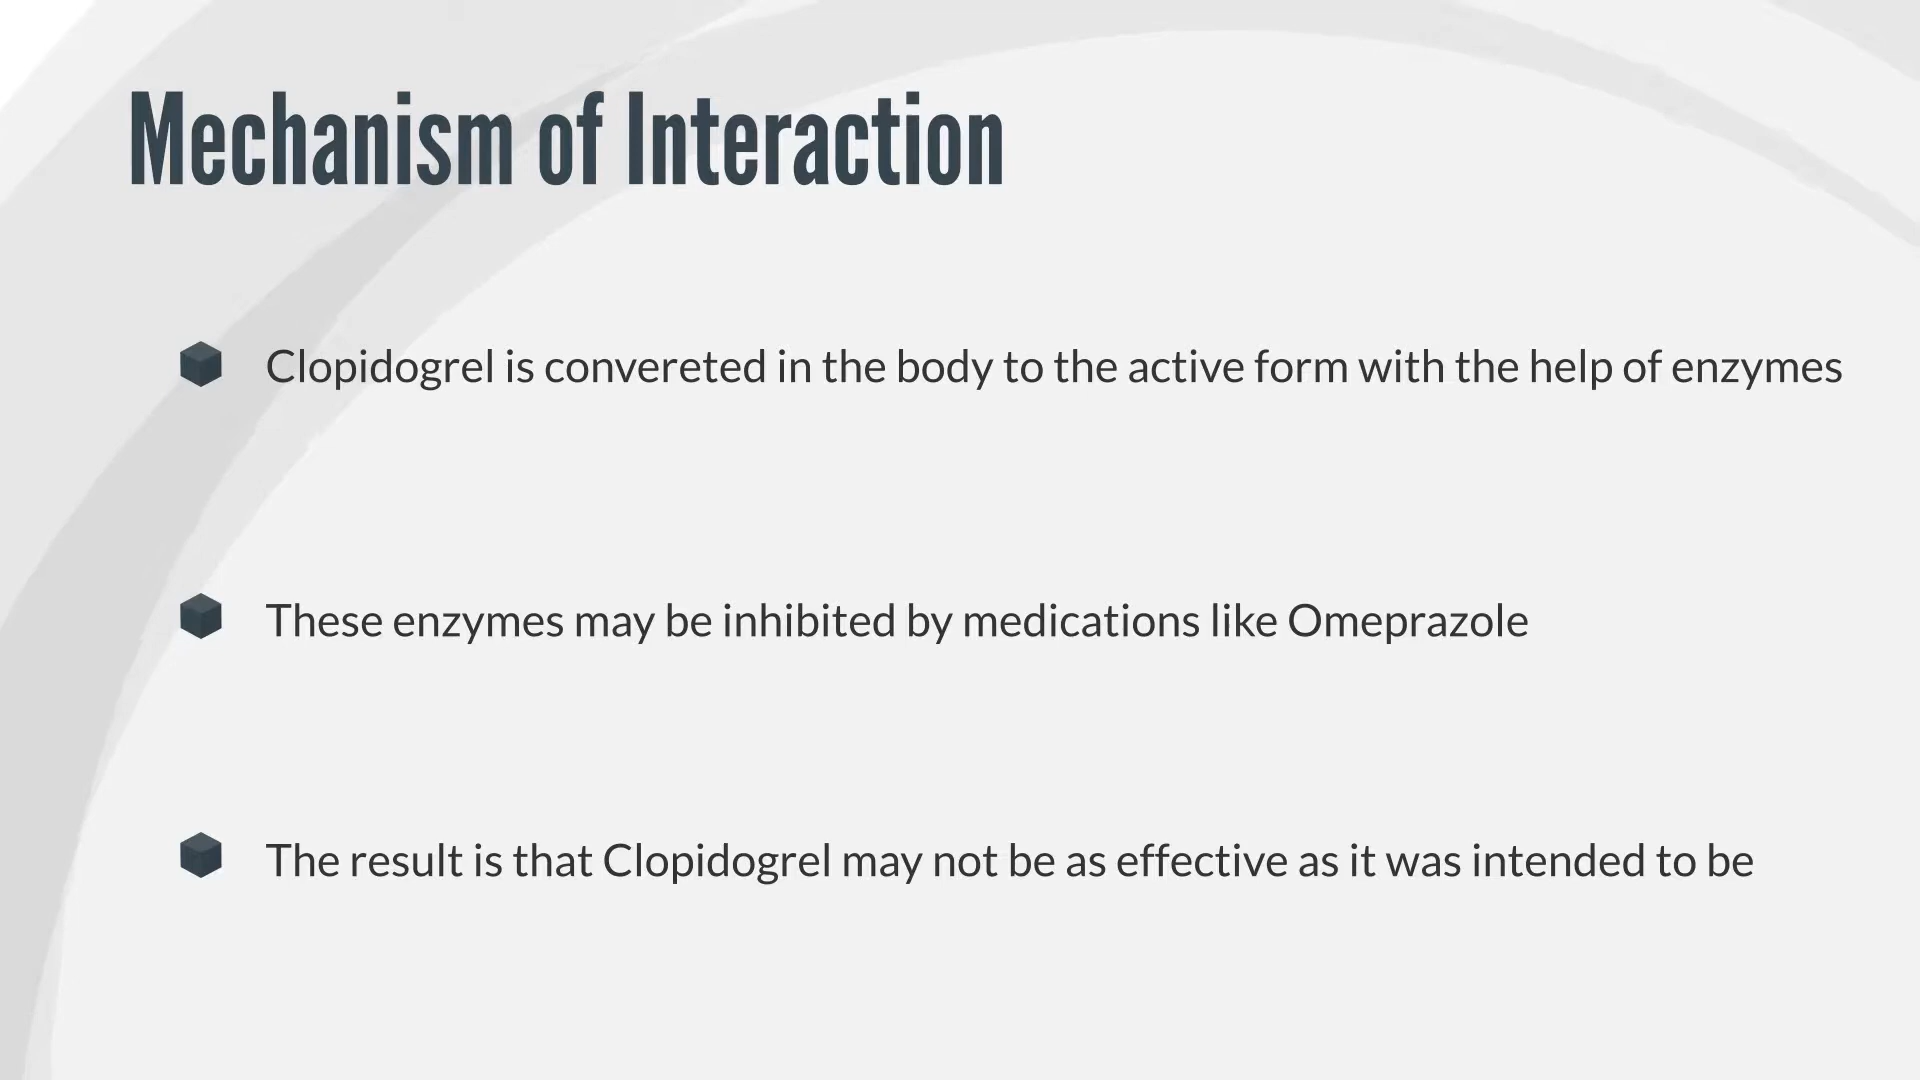 Mechanism of Interaction
Clopidogrel is convereted in the body to the active form with the help of enzymes
These enzymes may be inhibited by medications like Omeprazole
The result is that Clopidogrel may not be as effective as it was intended to be